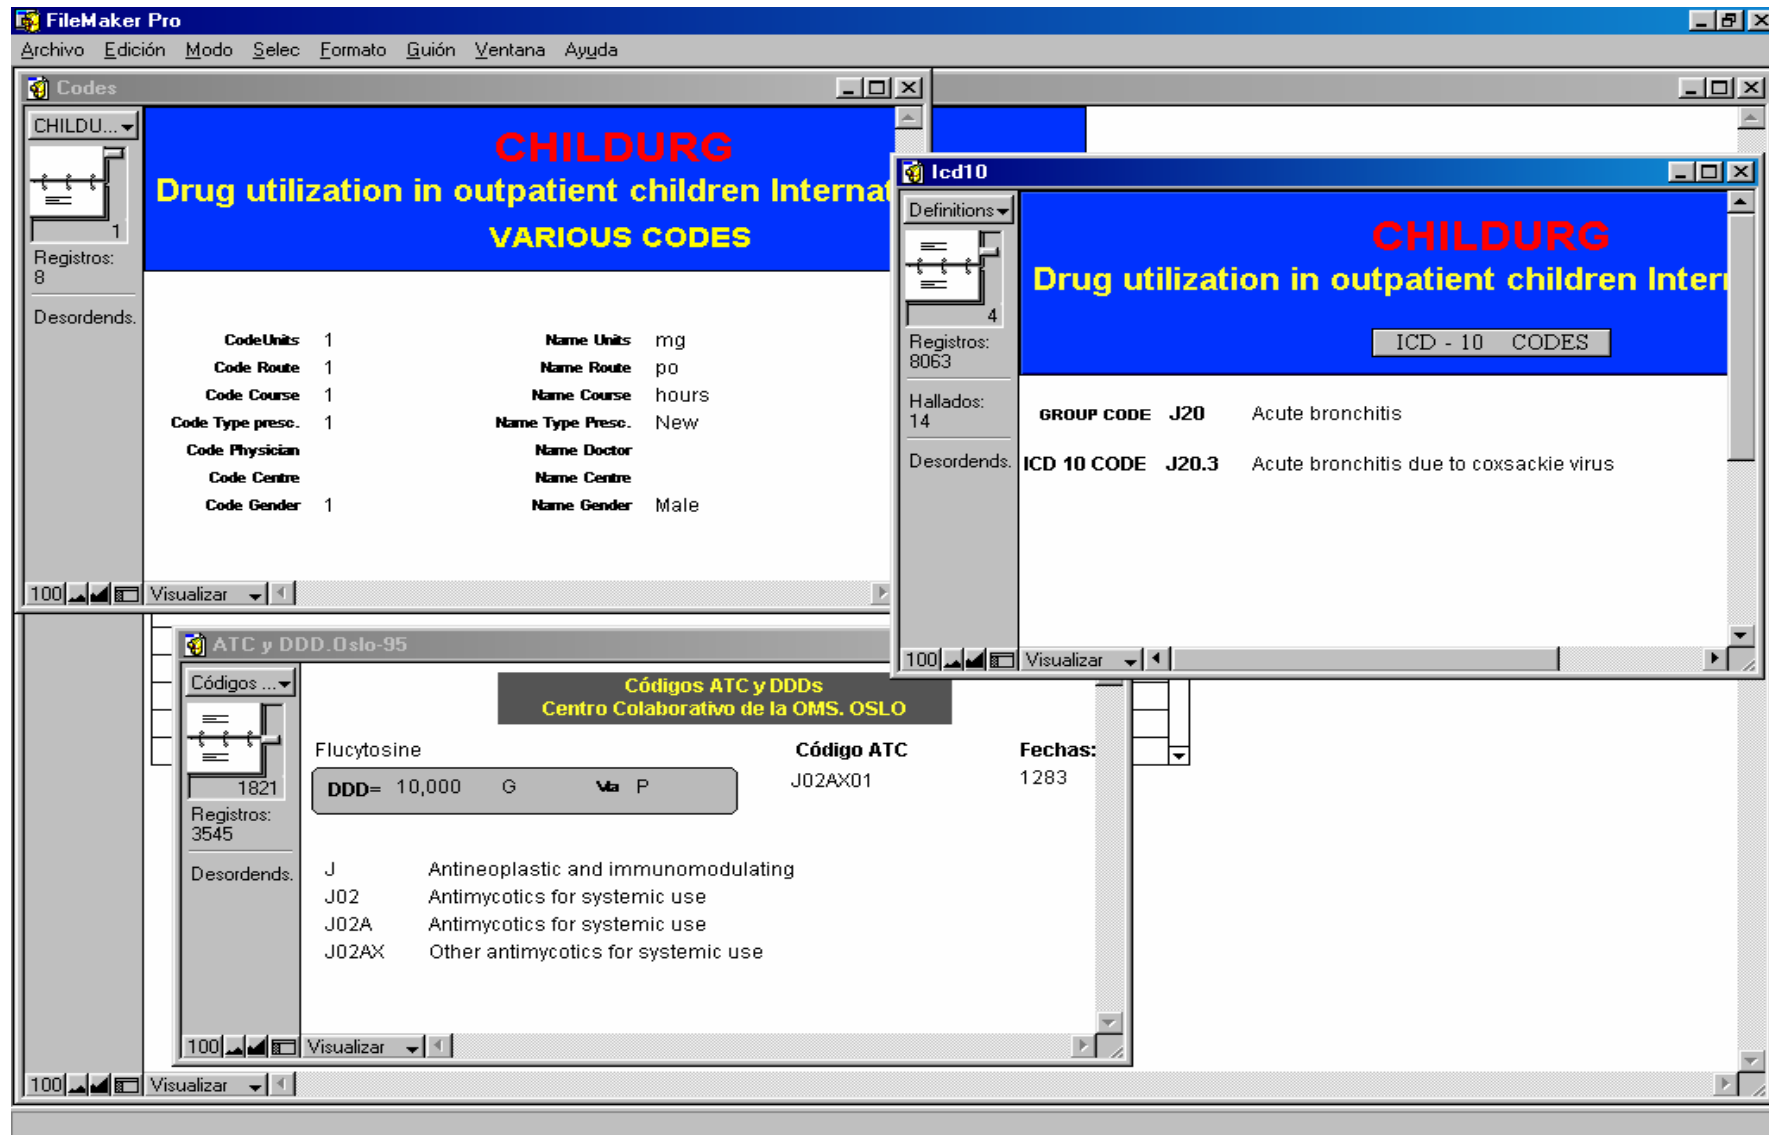 FileMaker Pro
Archivo Edición Modo Selec Formato Guión Ventana Ayuda
Codes
CHILDU...
1
Registros:
8
Desordends.
CHILDURG
Drug utilization in outpatient children Internat
VARIOUS CODES
CodeUnits 1 Name Units mg
Code Route 1 Name Route po
Code Course 1 Name Course hours
Code Type presc. 1 Name Type Presc. New
Code Physician Name Doctor
Code Centre Name Centre
Code Gender 1 Name Gender Male
100 Visualizar
Icd10
Definitions
4
Registros:
8063
Hallados:
14
Desordends.
CHILDURG
Drug utilization in outpatient children Inter
ICD - 10 CODES
GROUP CODE J20 Acute bronchitis
ICD 10 CODE J20.3 Acute bronchitis due to coxsackie virus
100 Visualizar
ATC y DDD.Oslo-95
Códigos ...
1821
Registros:
3545
Desordends.
Códigos ATC y DDDs
Centro Colaborativo de la OMS. OSLO
Flucytosine Código ATC Fechas:
DDD= 10,000 G Via P J02AX01 1283
J Antineoplastic and immunomodulating
J02 Antimycotics for systemic use
J02A Antimycotics for systemic use
J02AX Other antimycotics for systemic use
100 Visualizar
100 Visualizar